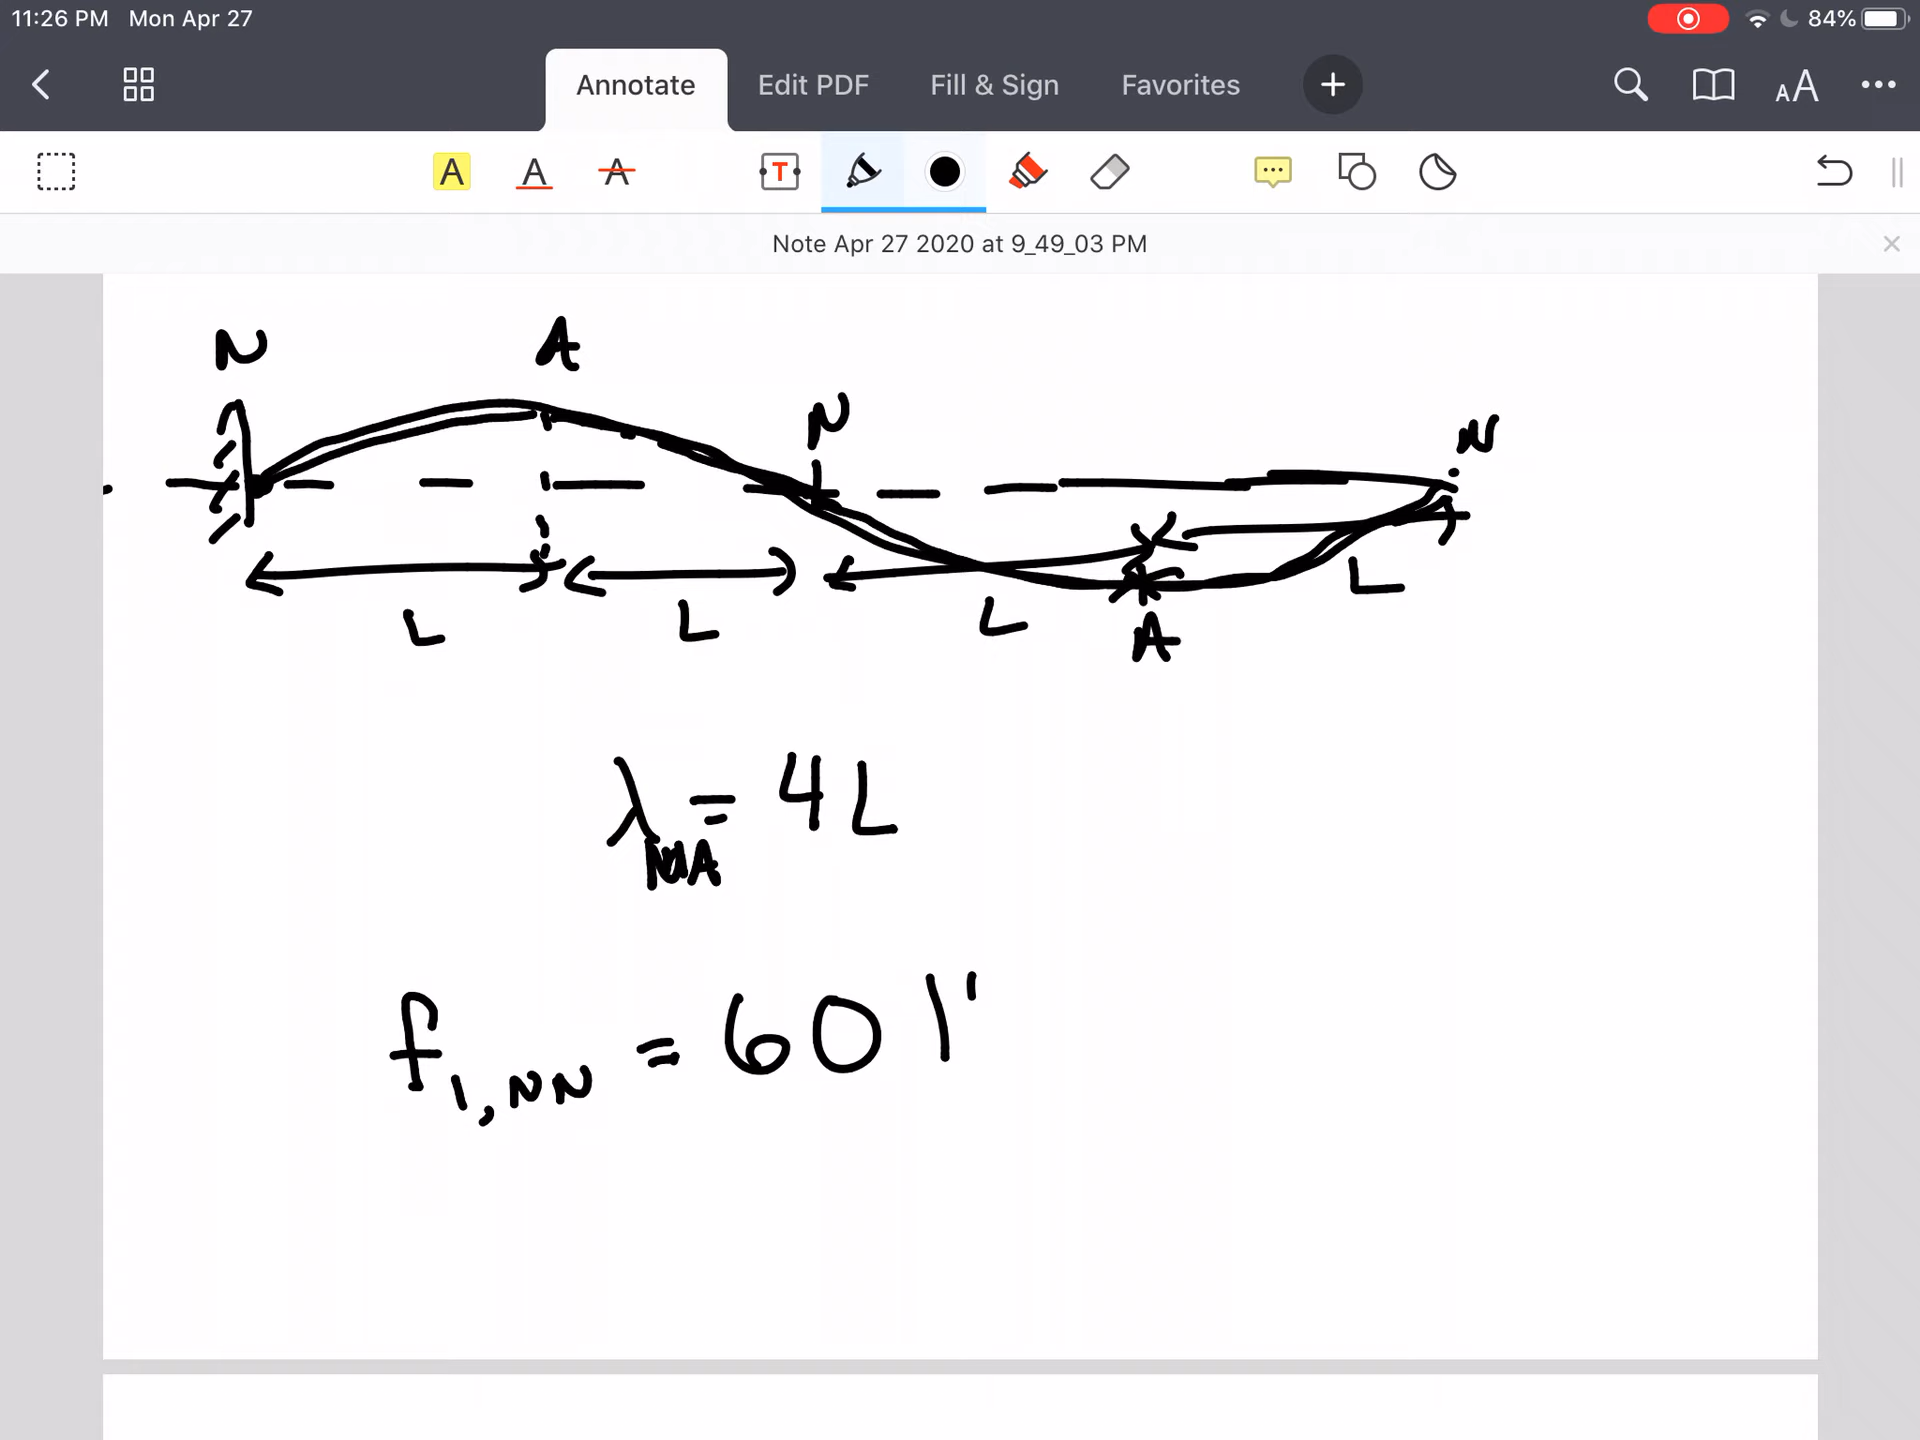 11:26 PM Mon Apr 27
84%
Annotate
Edit PDF
Fill & Sign
Favorites
A A A T
AA
Note Apr 27 2020 at 9_49_03 PM
N A N N
L L L L
A
λNA = 4L
f1,NN = 60